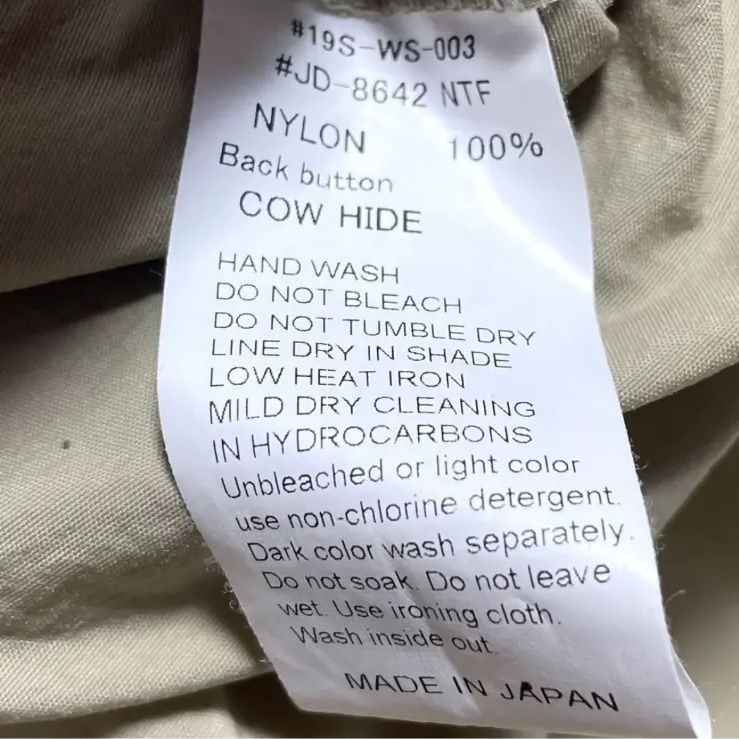 #19S-WS-003
#JD-8642 NTF
NYLON 100%
Back button
COW HIDE
HAND WASH
DO NOT BLEACH
DO NOT TUMBLE DRY
LINE DRY IN SHADE
LOW HEAT IRON
MILD DRY CLEANING
IN HYDROCARBONS
Unbleached or light color
use non-chlorine detergent.
Dark color wash separately.
Do not soak. Do not leave
wet. Use ironing cloth.
Wash inside out.
MADE IN JAPAN